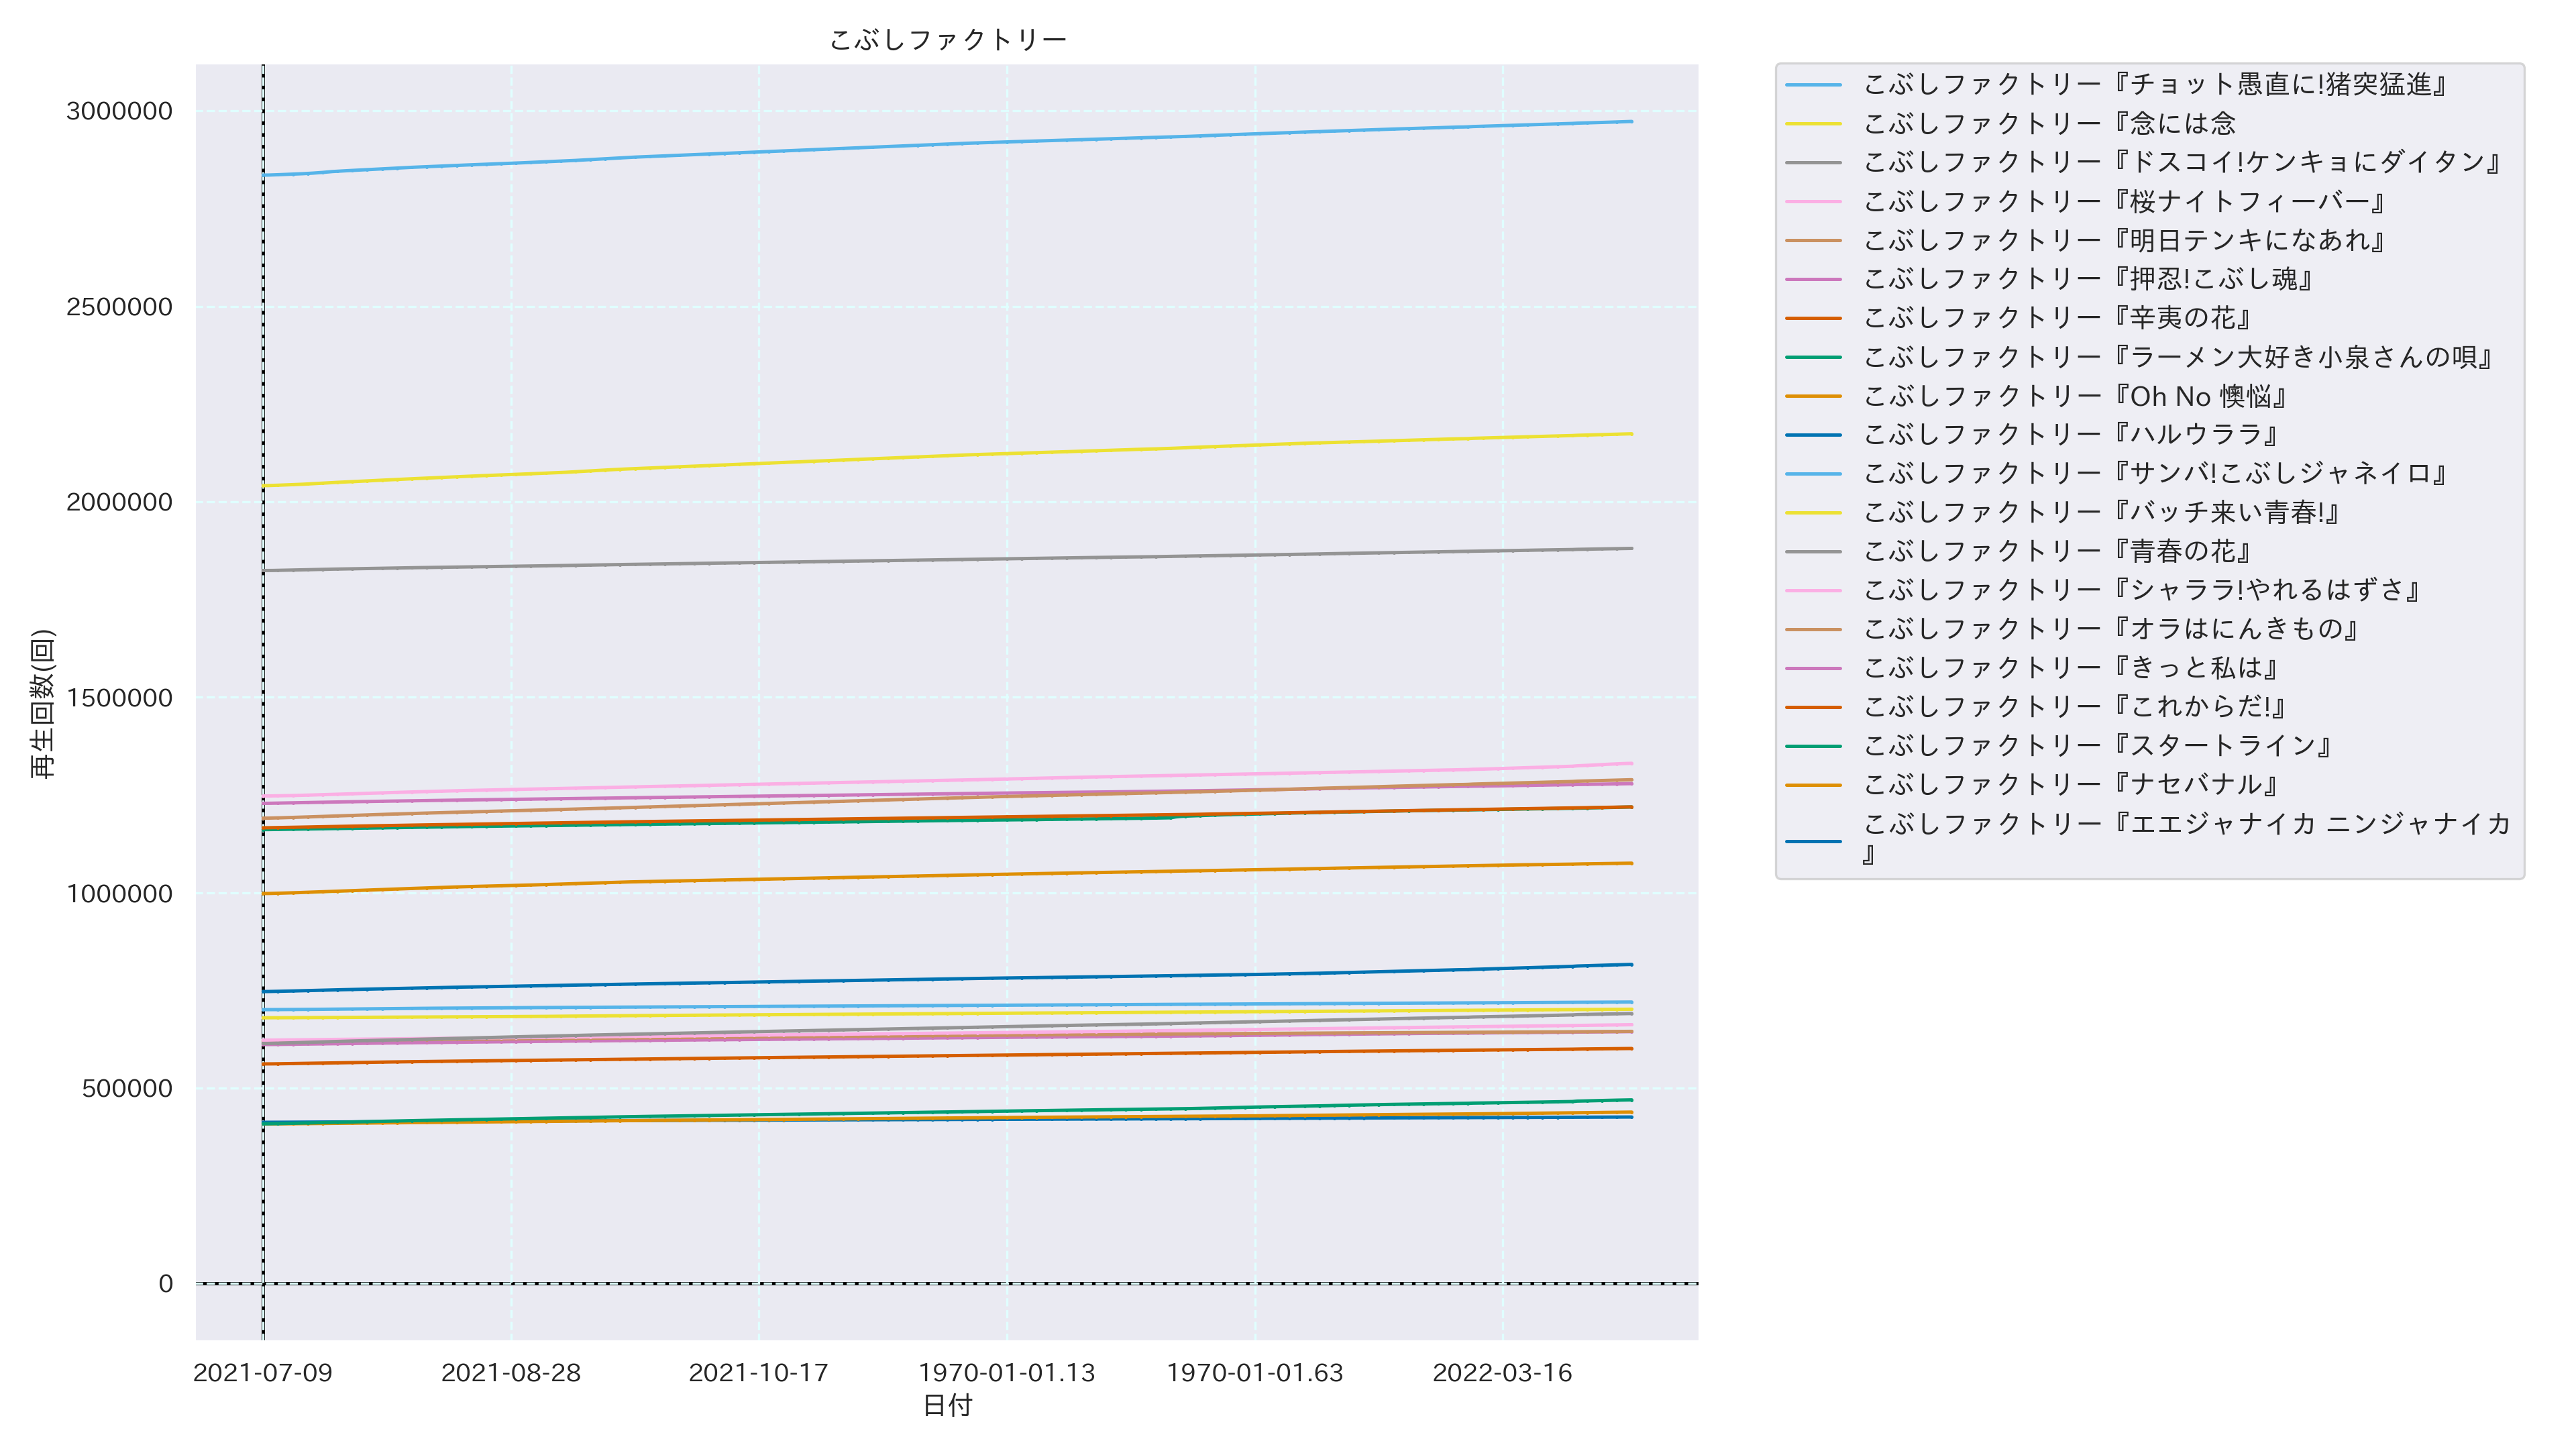 こぶしファクトリー
3000000
2500000
2000000
1500000
1000000
500000
0
再生回数(回)
2021-07-09
2021-08-28
2021-10-17
1970-01-01.13
1970-01-01.63
2022-03-16
日付
こぶしファクトリー『チョット愚直に!猪突猛進』
こぶしファクトリー『念には念
こぶしファクトリー『ドスコイ!ケンキョにダイタン』
こぶしファクトリー『桜ナイトフィーバー』
こぶしファクトリー『明日テンキになあれ』
こぶしファクトリー『押忍!こぶし魂』
こぶしファクトリー『辛夷の花』
こぶしファクトリー『ラーメン大好き小泉さんの唄』
こぶしファクトリー『Oh No 懊悩』
こぶしファクトリー『ハルウララ』
こぶしファクトリー『サンバ!こぶしジャネイロ』
こぶしファクトリー『バッチ来い青春!』
こぶしファクトリー『青春の花』
こぶしファクトリー『シャララ!やれるはずさ』
こぶしファクトリー『オラはにんきもの』
こぶしファクトリー『きっと私は』
こぶしファクトリー『これからだ!』
こぶしファクトリー『スタートライン』
こぶしファクトリー『ナセバナル』
こぶしファクトリー『エエジャナイカ ニンジャナイカ
』